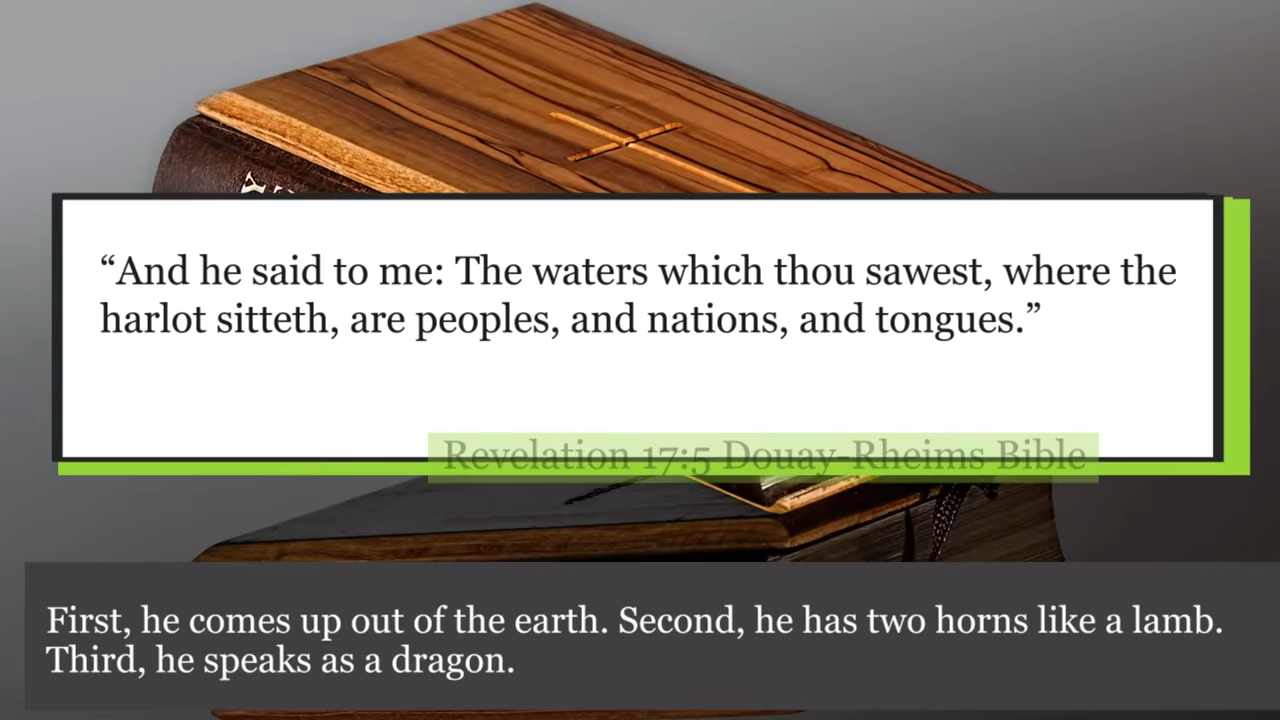 “And he said to me: The waters which thou sawest, where the
harlot sitteth, are peoples, and nations, and tongues.”
Revelation 17:5 Douay-Rheims Bible
First, he comes up out of the earth. Second, he has two horns like a lamb.
Third, he speaks as a dragon.